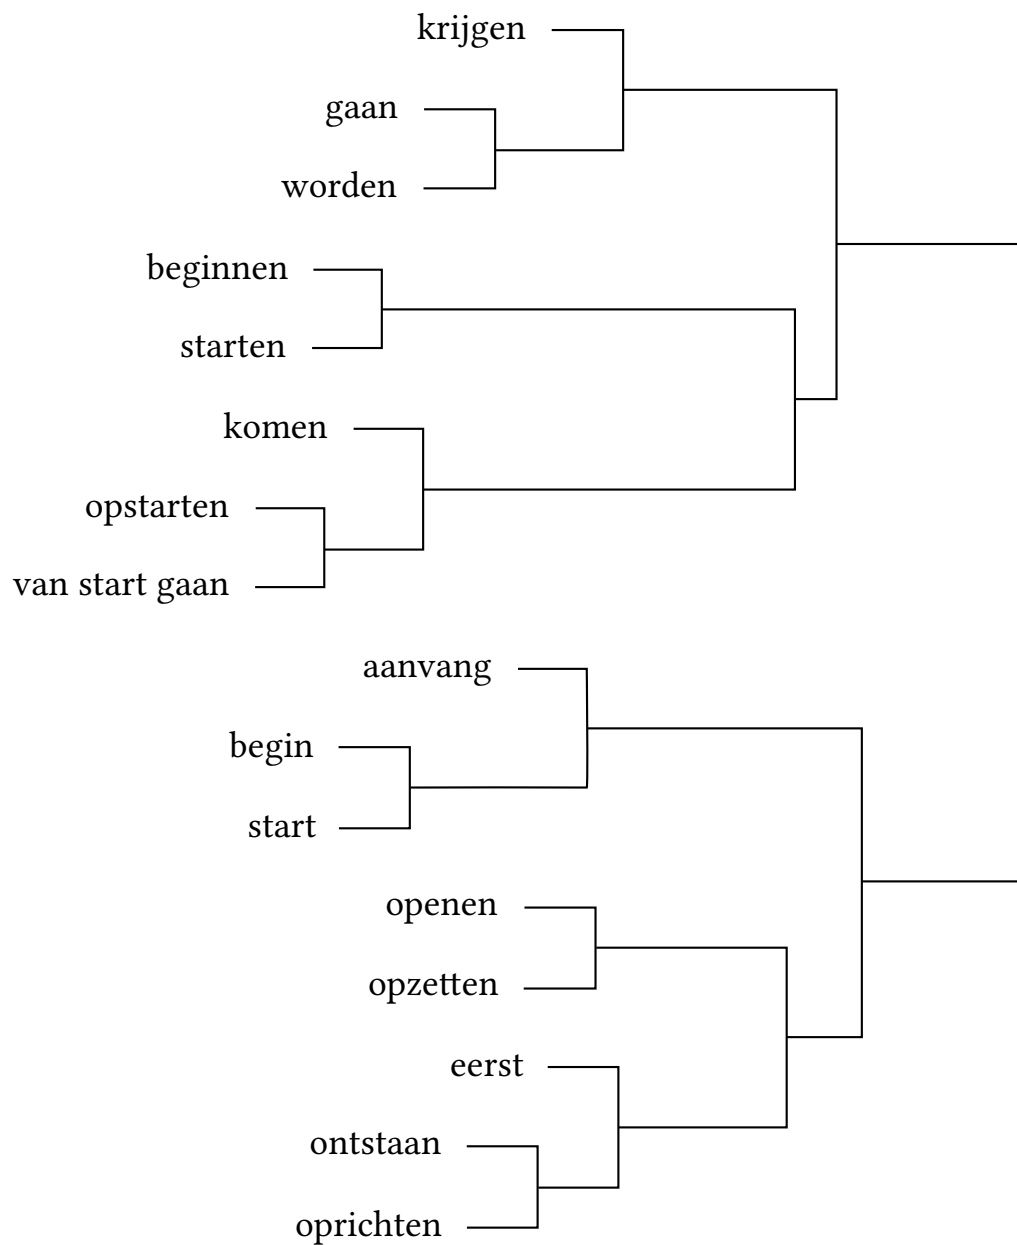 krijgen
gaan
worden
beginnen
starten
komen
opstarten
van start gaan
aanvang
begin
start
openen
opzetten
eerst
ontstaan
oprichten